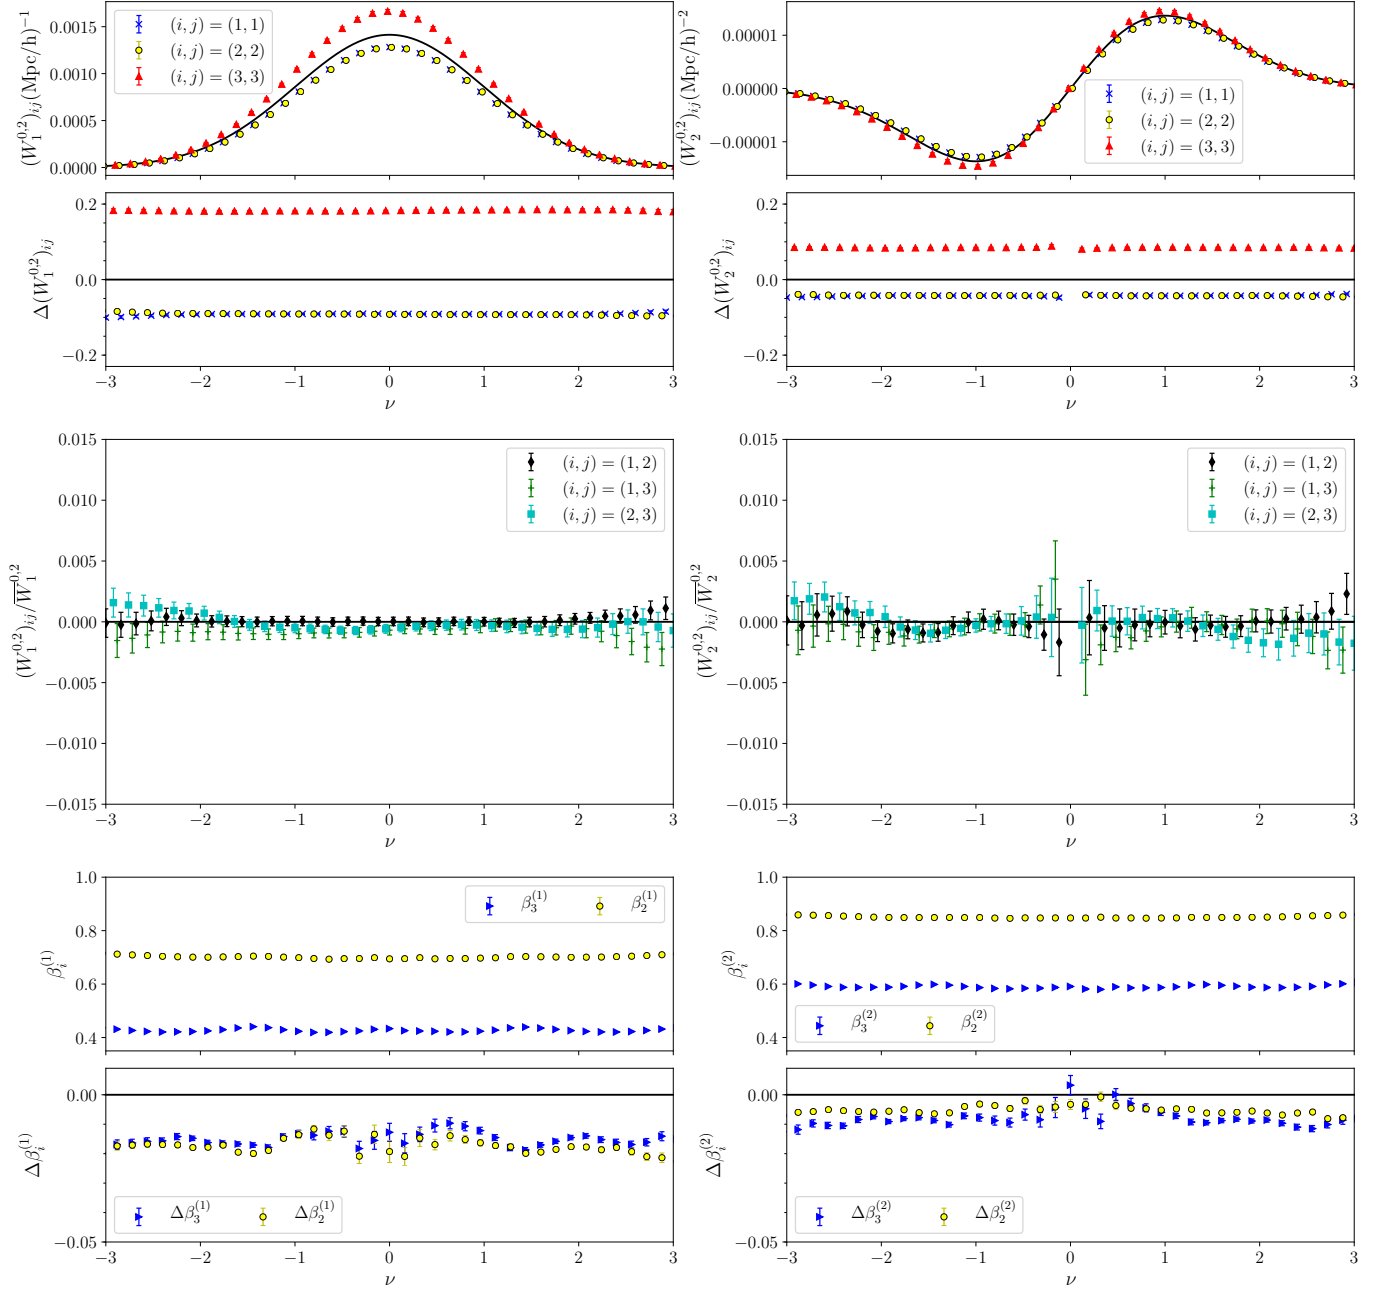 (W_1^{0,2})_{ij}(Mpc/h)^{-1}
0.0015
0.0010
0.0005
0.0000
(i, j) = (1, 1)
(i, j) = (2, 2)
(i, j) = (3, 3)
(W_2^{0,2})_{ij}(Mpc/h)^{-2}
0.00001
0.00000
−0.00001
(i, j) = (1, 1)
(i, j) = (2, 2)
(i, j) = (3, 3)
Δ(W_1^{0,2})_{ij}
0.2
0.0
−0.2
−3 −2 −1 0 1 2 3
ν
Δ(W_2^{0,2})_{ij}
0.2
0.0
−0.2
−3 −2 −1 0 1 2 3
ν
(W_1^{0,2})_{ij}/\overline{W}_1^{0,2}
0.015
0.010
0.005
0.000
−0.005
−0.010
−0.015
(i, j) = (1, 2)
(i, j) = (1, 3)
(i, j) = (2, 3)
−3 −2 −1 0 1 2 3
ν
(W_2^{0,2})_{ij}/\overline{W}_2^{0,2}
0.015
0.010
0.005
0.000
−0.005
−0.010
−0.015
(i, j) = (1, 2)
(i, j) = (1, 3)
(i, j) = (2, 3)
−3 −2 −1 0 1 2 3
ν
β_i^{(1)}
1.0
0.8
0.6
0.4
β_3^{(1)} β_2^{(1)}
β_i^{(2)}
1.0
0.8
0.6
0.4
β_3^{(2)} β_2^{(2)}
Δβ_i^{(1)}
0.00
−0.05
Δβ_3^{(1)} Δβ_2^{(1)}
−3 −2 −1 0 1 2 3
ν
Δβ_i^{(2)}
0.00
−0.05
Δβ_3^{(2)} Δβ_2^{(2)}
−3 −2 −1 0 1 2 3
ν